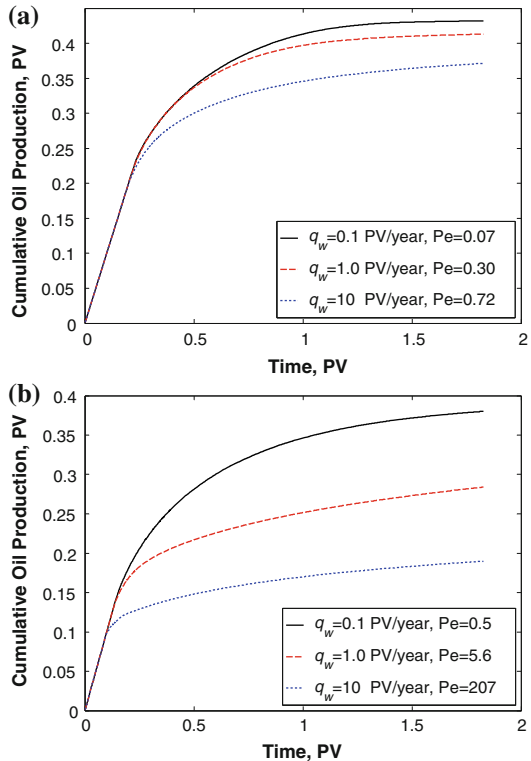 (a)
Cumulative Oil Production, PV
0.4
0.35
0.3
0.25
0.2
0.15
0.1
0.05
0
q_w=0.1 PV/year, Pe=0.07
q_w=1.0 PV/year, Pe=0.30
q_w=10 PV/year, Pe=0.72
0 0.5 1 1.5 2
Time, PV
(b)
Cumulative Oil Production, PV
0.4
0.35
0.3
0.25
0.2
0.15
0.1
0.05
0
q_w=0.1 PV/year, Pe=0.5
q_w=1.0 PV/year, Pe=5.6
q_w=10 PV/year, Pe=207
0 0.5 1 1.5 2
Time, PV